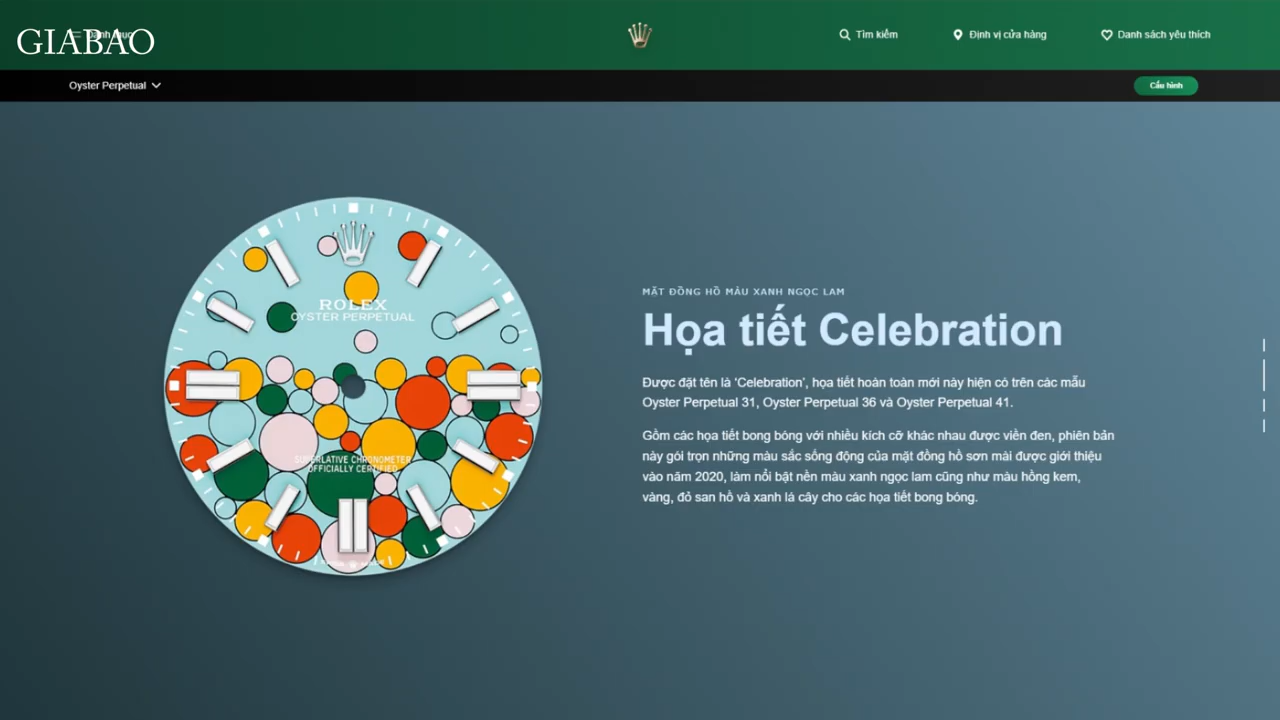 GIABAO
Tìm kiếm
Định vị cửa hàng
Danh sách yêu thích
Oyster Perpetual
Cấu hình
ROLEX
OYSTER PERPETUAL
SUPERLATIVE CHRONOMETER
OFFICIALLY CERTIFIED
MẶT ĐỒNG HỒ MÀU XANH NGỌC LAM
Họa tiết Celebration
Được đặt tên là ‘Celebration’, họa tiết hoàn toàn mới này hiện có trên các mẫu
Oyster Perpetual 31, Oyster Perpetual 36 và Oyster Perpetual 41.
Gồm các họa tiết bong bóng với nhiều kích cỡ khác nhau được viền đen, phiên bản
này gói trọn những màu sắc sống động của mặt đồng hồ sơn mài được giới thiệu
vào năm 2020, làm nổi bật nền màu xanh ngọc lam cũng như màu hồng kem,
vàng, đỏ san hô và xanh lá cây cho các họa tiết bong bóng.